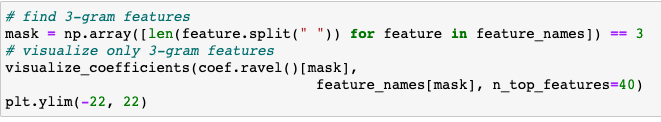 # find 3-gram features
mask = np.array([len(feature.split(" ")) for feature in feature_names]) == 3
# visualize only 3-gram features
visualize_coefficients(coef.ravel()[mask],
                       feature_names[mask], n_top_features=40)
plt.ylim(-22, 22)